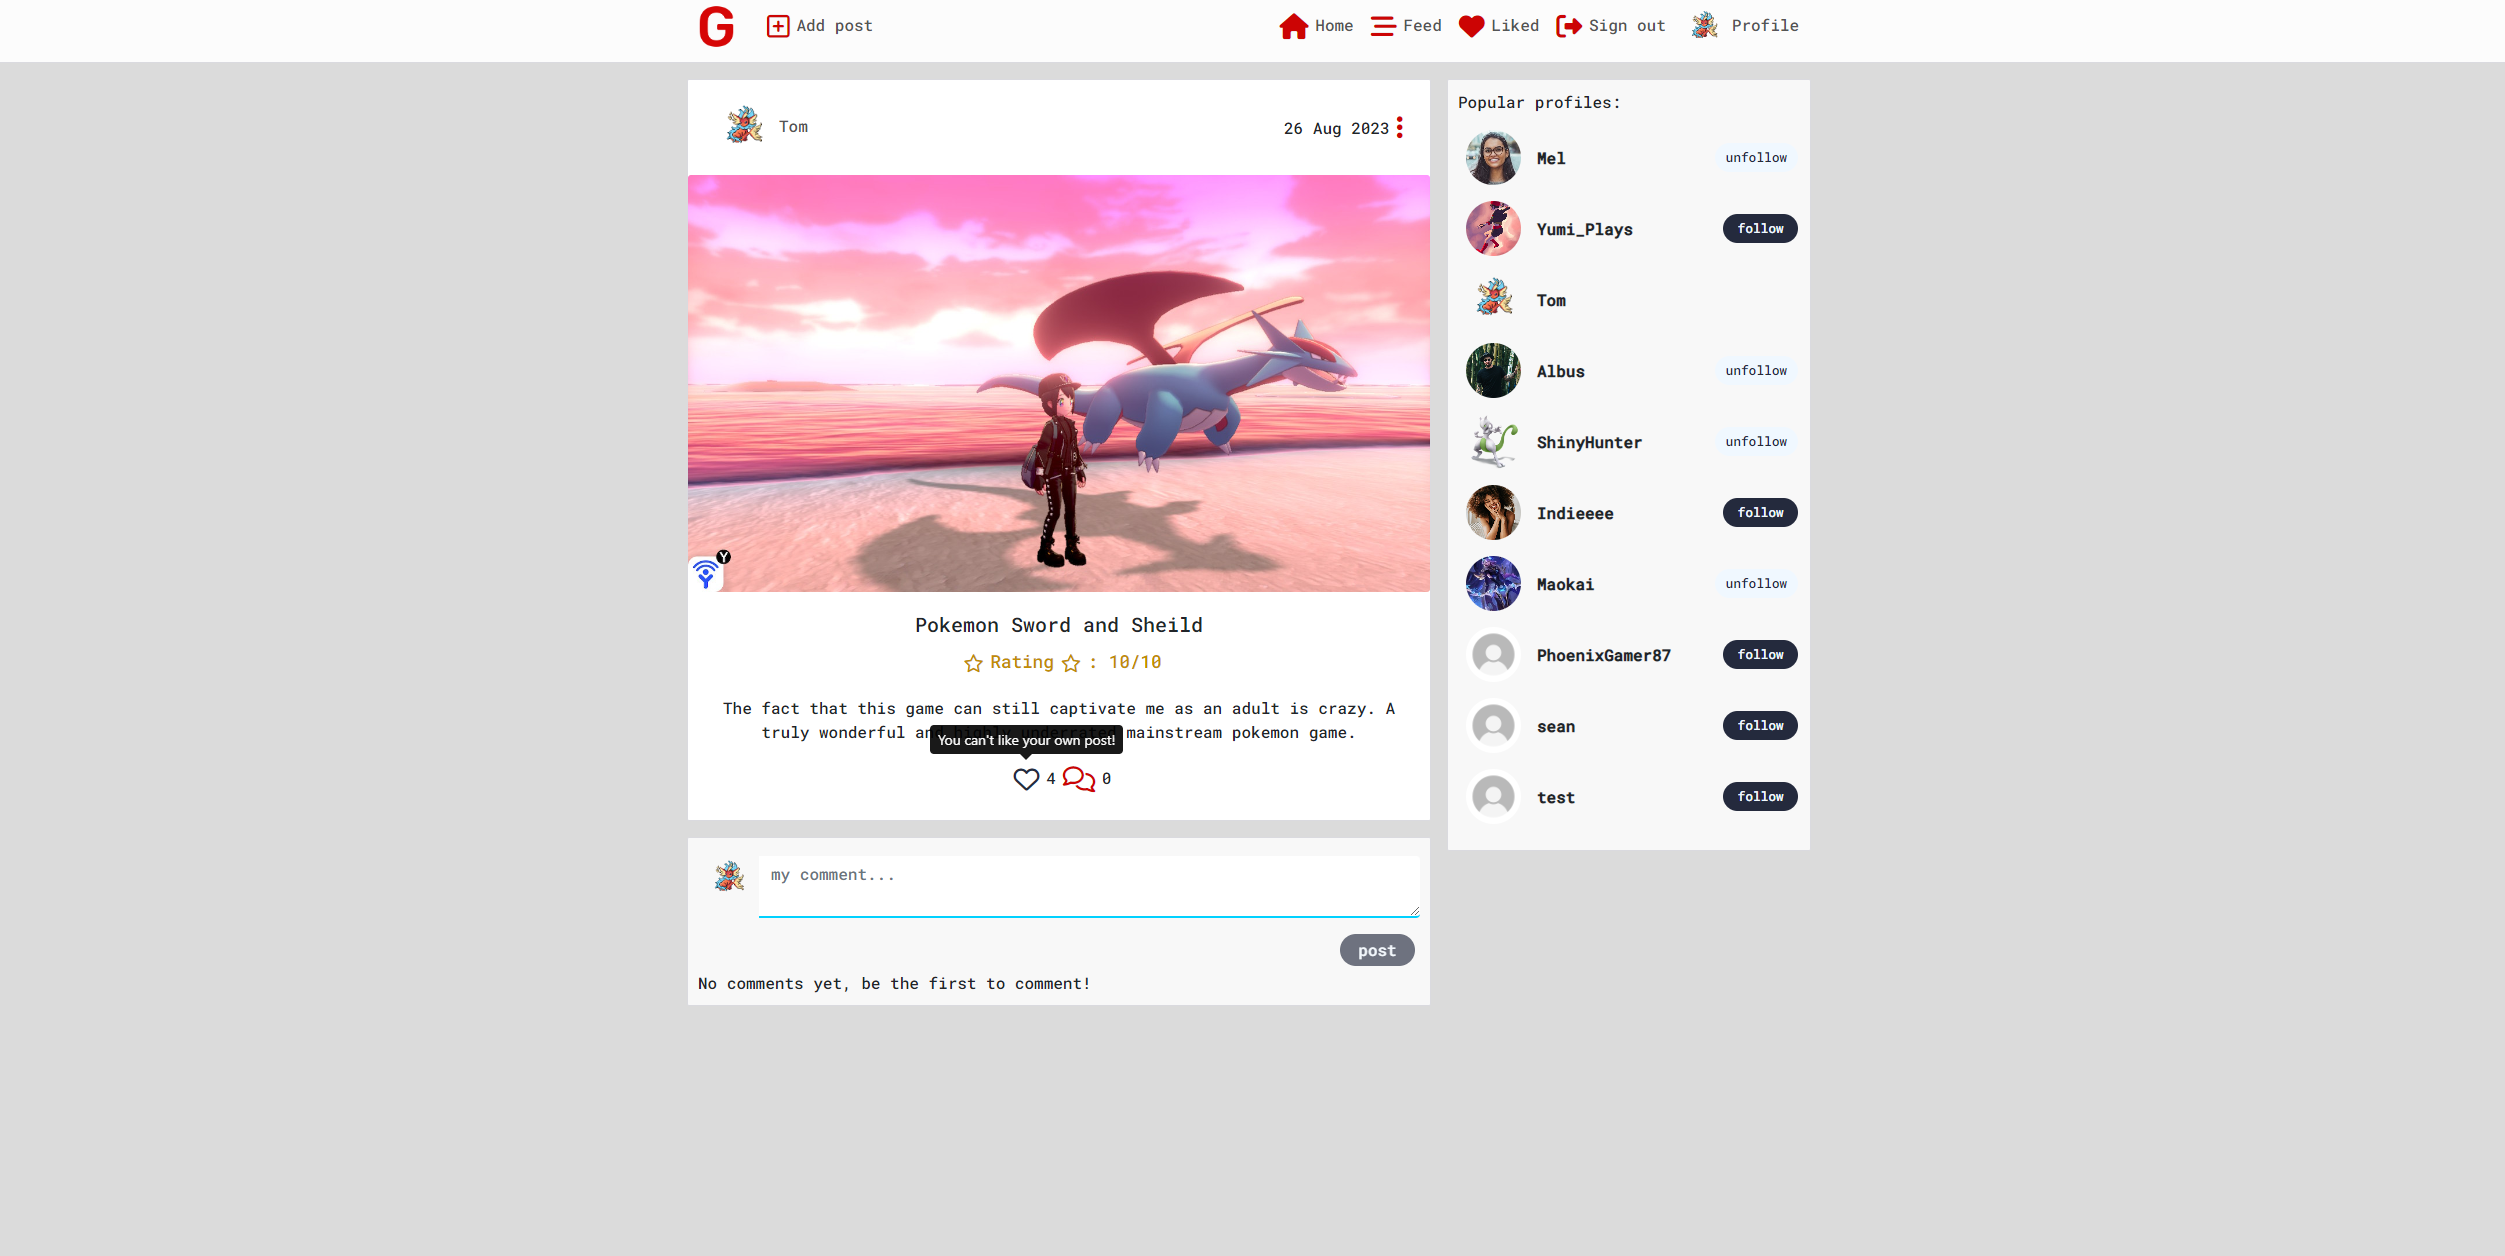 G
Add post
Home
Feed
Liked
Sign out
Profile
Tom
26 Aug 2023
Y
Pokemon Sword and Sheild
Rating : 10/10
The fact that this game can still captivate me as an adult is crazy. A
truly wonderful and highly underrated mainstream pokemon game.
You can't like your own post!
4
0
my comment...
post
No comments yet, be the first to comment!
Popular profiles:
Mel
unfollow
Yumi_Plays
follow
Tom
Albus
unfollow
ShinyHunter
unfollow
Indieeee
follow
Maokai
unfollow
PhoenixGamer87
follow
sean
follow
test
follow